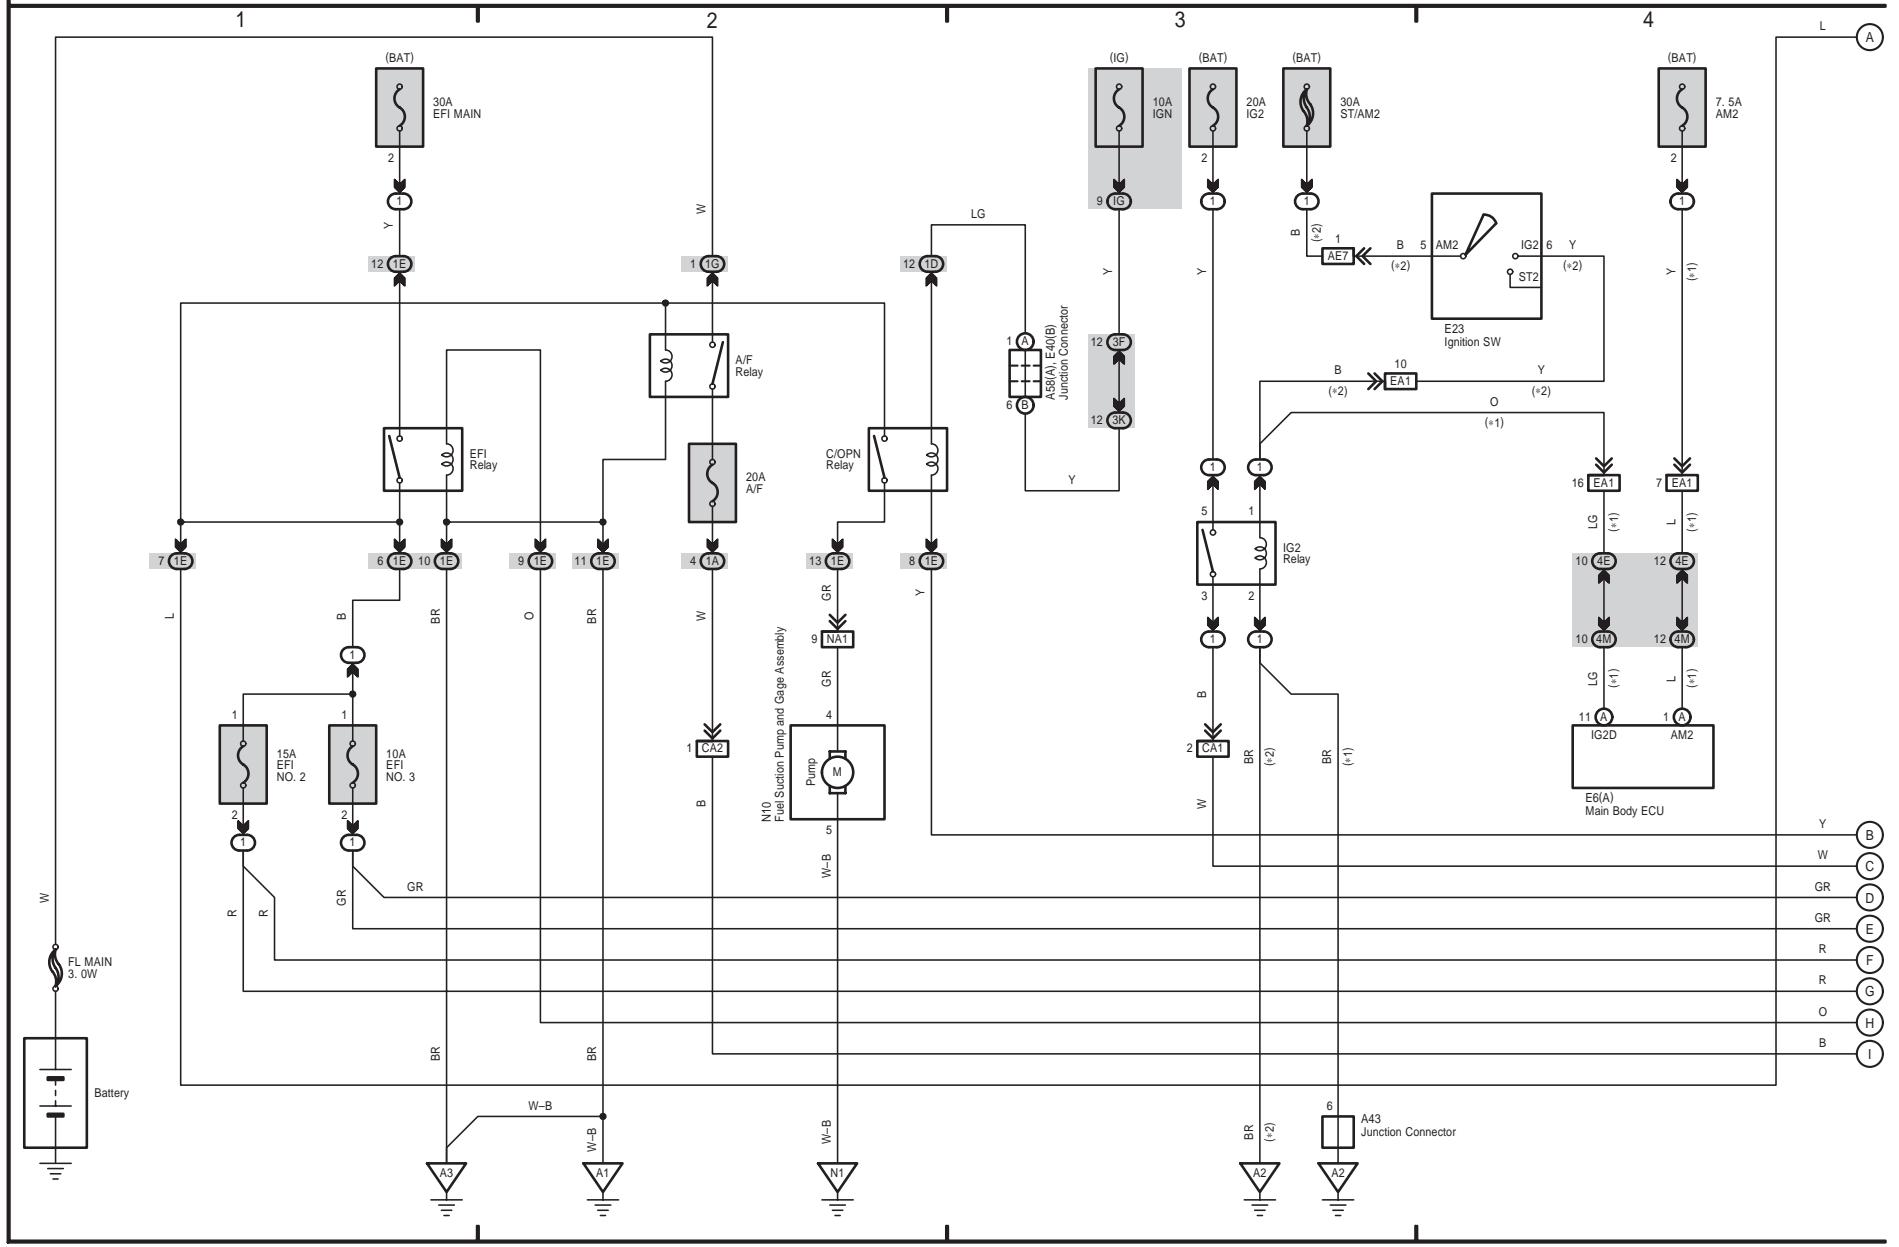 1
2
3
4
L
A
(BAT)
30A
EFI MAIN
2
1
Y
12 1E
W
1 1G
12 1D
LG
(IG)
10A
IGN
9 IG
Y
12 3F
12 3K
Y
(BAT)
20A
IG2
2
1
Y
(BAT)
30A
ST/AM2
1
B
(*2)
1
AE7
B
(*2)
5 AM2
IG2 6
ST2
Y
(*2)
E23
Ignition SW
(BAT)
7. 5A
AM2
2
1
Y
(*1)
A/F
Relay
1 A
6 B
A58(A), E40(B)
Junction Connector
B
(*2)
10
EA1
Y
(*2)
O
(*1)
EFI
Relay
20A
A/F
C/OPN
Relay
1
1
5
1
IG2
Relay
3
2
1
1
16 EA1
7 EA1
LG
(*1)
L
(*1)
10 4E
12 4E
10 4M
12 4M
LG
(*1)
L
(*1)
11 A
1 A
IG2D
AM2
E6(A)
Main Body ECU
7 1E
6 1E
10 1E
9 1E
11 1E
4 1A
13 1E
8 1E
L
B
BR
O
BR
W
GR
Y
1
9 NA1
GR
N10
Fuel Suction Pump and Gage Assembly
4
Pump
M
5
W–B
1
15A
EFI
NO. 2
2
1
1
10A
EFI
NO. 3
2
1
1 CA2
B
B
2 CA1
W
BR
(*2)
BR
(*1)
R
R
GR
GR
Y
B
W
C
GR
D
GR
E
R
F
R
G
O
H
B
I
W
FL MAIN
3. 0W
Battery
BR
BR
W–B
W–B
W–B
BR
(*2)
6
A43
Junction Connector
A3
A1
N1
A2
A2